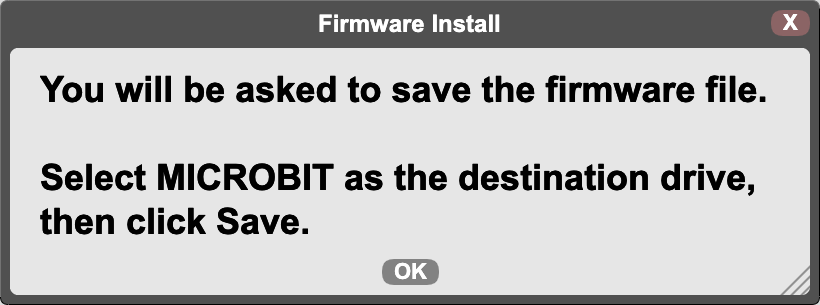 Firmware Install
X
You will be asked to save the firmware file.
Select MICROBIT as the destination drive,
then click Save.
OK